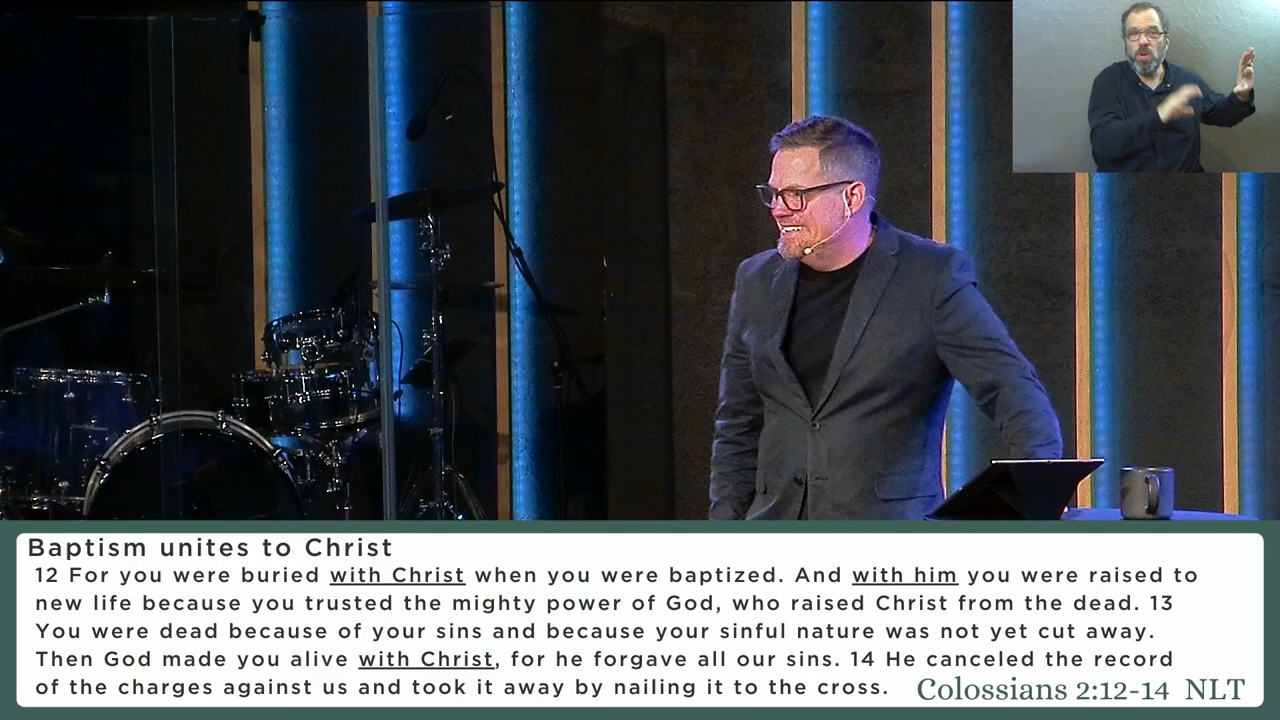 Baptism unites to Christ
12 For you were buried with Christ when you were baptized. And with him you were raised to
new life because you trusted the mighty power of God, who raised Christ from the dead. 13
You were dead because of your sins and because your sinful nature was not yet cut away.
Then God made you alive with Christ, for he forgave all our sins. 14 He canceled the record
of the charges against us and took it away by nailing it to the cross. Colossians 2:12-14 NLT